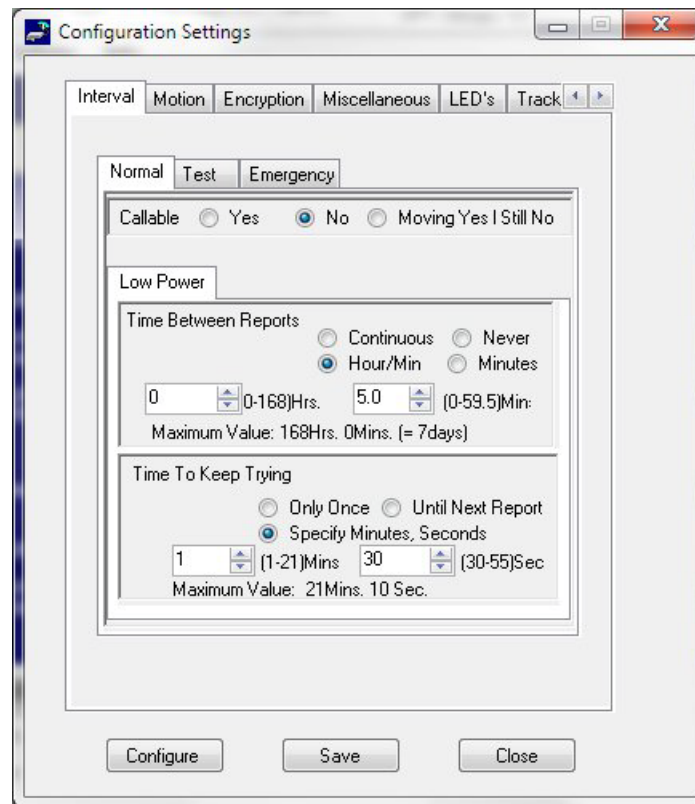 Configuration Settings
Interval Motion Encryption Miscellaneous LED's Track
Normal Test Emergency
Callable Yes No Moving Yes I Still No
Low Power
Time Between Reports
Continuous Never
Hour/Min Minutes
0 0-168)Hrs. 5.0 (0-59.5)Min:
Maximum Value: 168Hrs. 0Mins. (= 7days)
Time To Keep Trying
Only Once Until Next Report
Specify Minutes, Seconds
1 (1-21)Mins 30 (30-55)Sec
Maximum Value: 21Mins. 10 Sec.
Configure Save Close